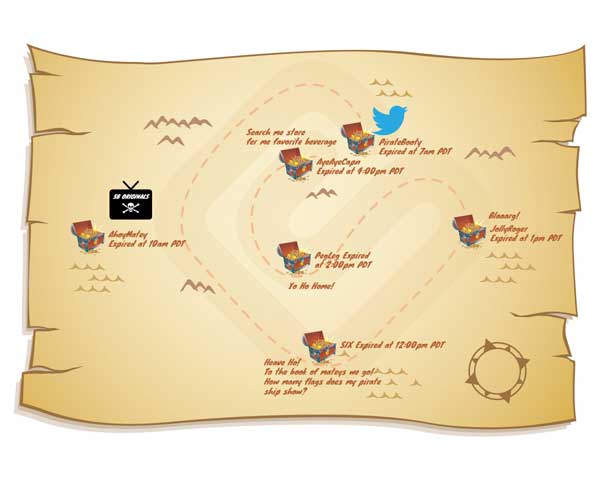 Search me store
for me favorite beverage
PirateBooty
Expired at 7am PDT
AyeAyeCapn
Expired at 4:00pm PDT
SB ORIGINALS
AhoyMatey
Expired at 10am PDT
Blaaarg!
JollyRoger
Expired at 1pm PDT
PegLeg Expired
at 2:00pm PDT
Yo Ho Home!
SIX Expired at 12:00pm PDT
Heave Ho!
To the book of mateys we go!
How many flags does my pirate
ship show?